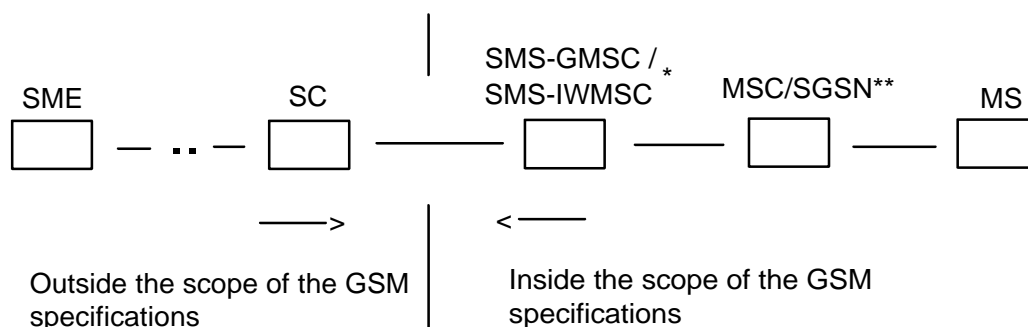 SMS-GMSC /
SMS-IWMSC *
SME
SC
MSC/SGSN**
MS
Outside the scope of the GSM
specifications
Inside the scope of the GSM
specifications